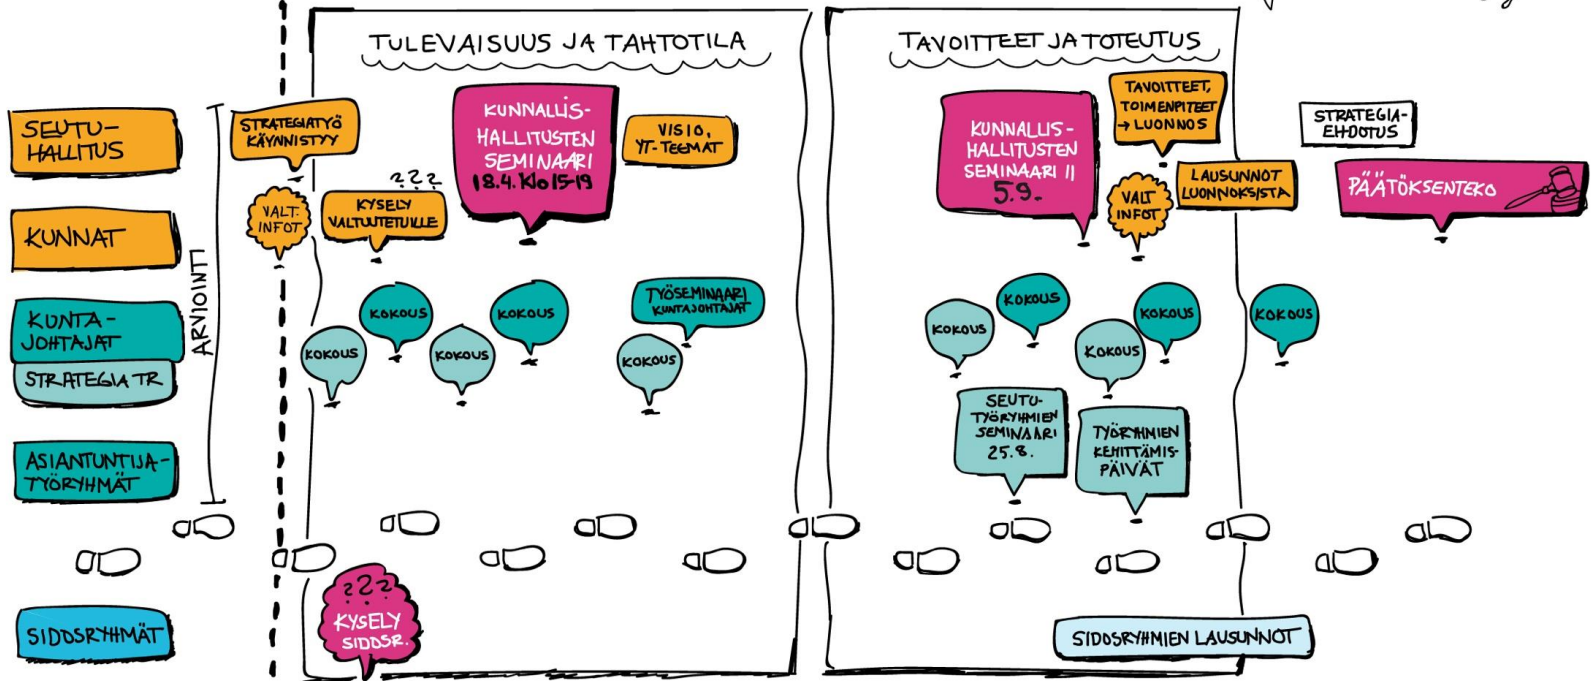 TULEVAISUUS JA TAHTOTILA
TAVOITTEET JA TOTEUTUS
SEUTU-
HALLITUS
KUNNAT
KUNTA-
JOHTAJAT
STRATEGIA TR
ASIANTUNTIJA-
TYÖRYHMÄT
SIDOSRYHMÄT
ARVIOINTI
STRATEGIATYÖ
KÄYNNISTYY
VALT.
INFOT
???
KYSELY
VALTUUTETUILLE
KUNNALLIS-
HALLITUSTEN
SEMINAARI
18.4. Klo 15-19
VISIO,
YT-TEEMAT
KOKOUS
KOKOUS
KOKOUS
KOKOUS
TYÖSEMINAARI
KUNTAJOHTAJAT
KOKOUS
???
KYSELY
SIDOSR.
KUNNALLIS-
HALLITUSTEN
SEMINAARI II
5.9.
TAVOITTEET,
TOIMENPITEET
→ LUONNOS
VALT
INFOT
LAUSUNNOT
LUONNOKSISTA
KOKOUS
KOKOUS
KOKOUS
KOKOUS
KOKOUS
SEUTU-
TYÖRYHMIEN
SEMINAARI
25.8.
TYÖRYHMIEN
KEHITTÄMIS-
PÄIVÄT
STRATEGIA-
EHDOTUS
PÄÄTÖKSENTEKO
SIDOSRYHMIEN LAUSUNNOT